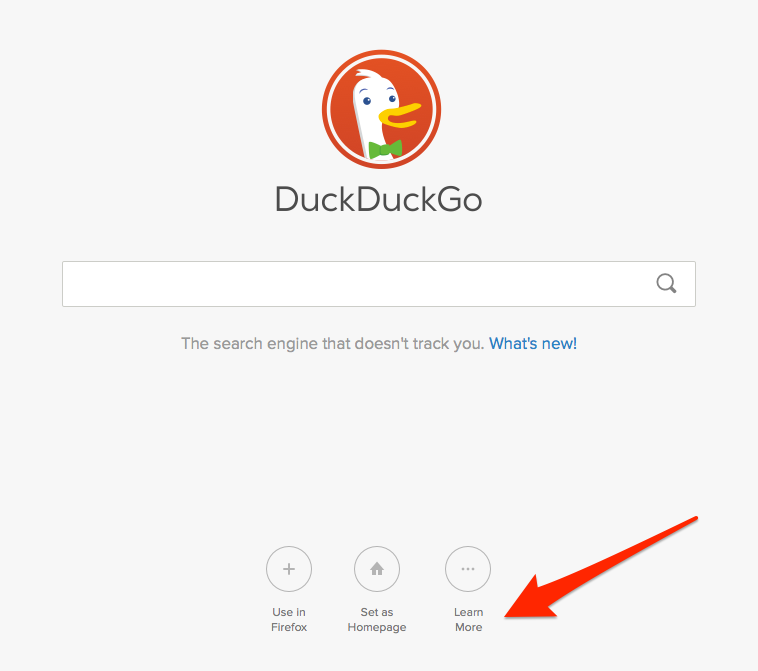 DuckDuckGo
The search engine that doesn't track you. What's new!
Use in
Firefox
Set as
Homepage
Learn
More